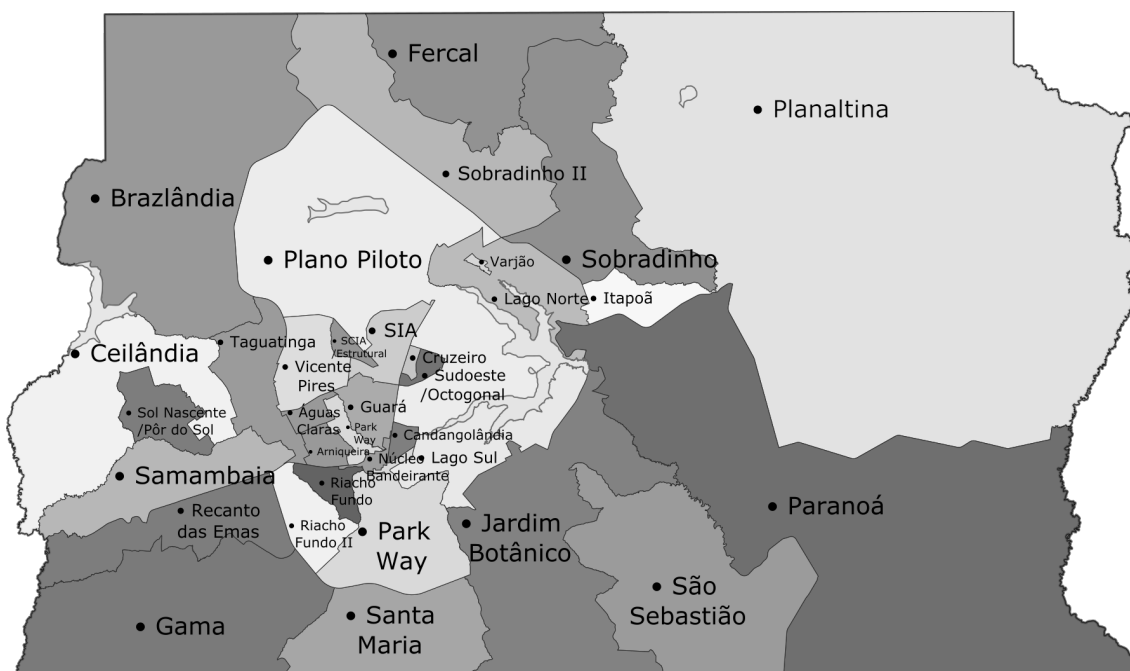 Fercal
Planaltina
Sobradinho II
Brazlândia
Plano Piloto
Varjão
Sobradinho
Lago Norte
Itapoã
SIA
Taguatinga
SCIA
/Estrutural
Ceilândia
Vicente
Pires
Cruzeiro
Sudoeste
/Octogonal
Sol Nascente
/Pôr do Sol
Águas
Claras
Guará
Park
Way
Candangolândia
Arniqueira
Núcleo
Bandeirante
Lago Sul
Samambaia
Riacho
Fundo
Recanto
das Emas
Riacho
Fundo II
Park
Way
Jardim
Botânico
Paranoá
São
Sebastião
Gama
Santa
Maria